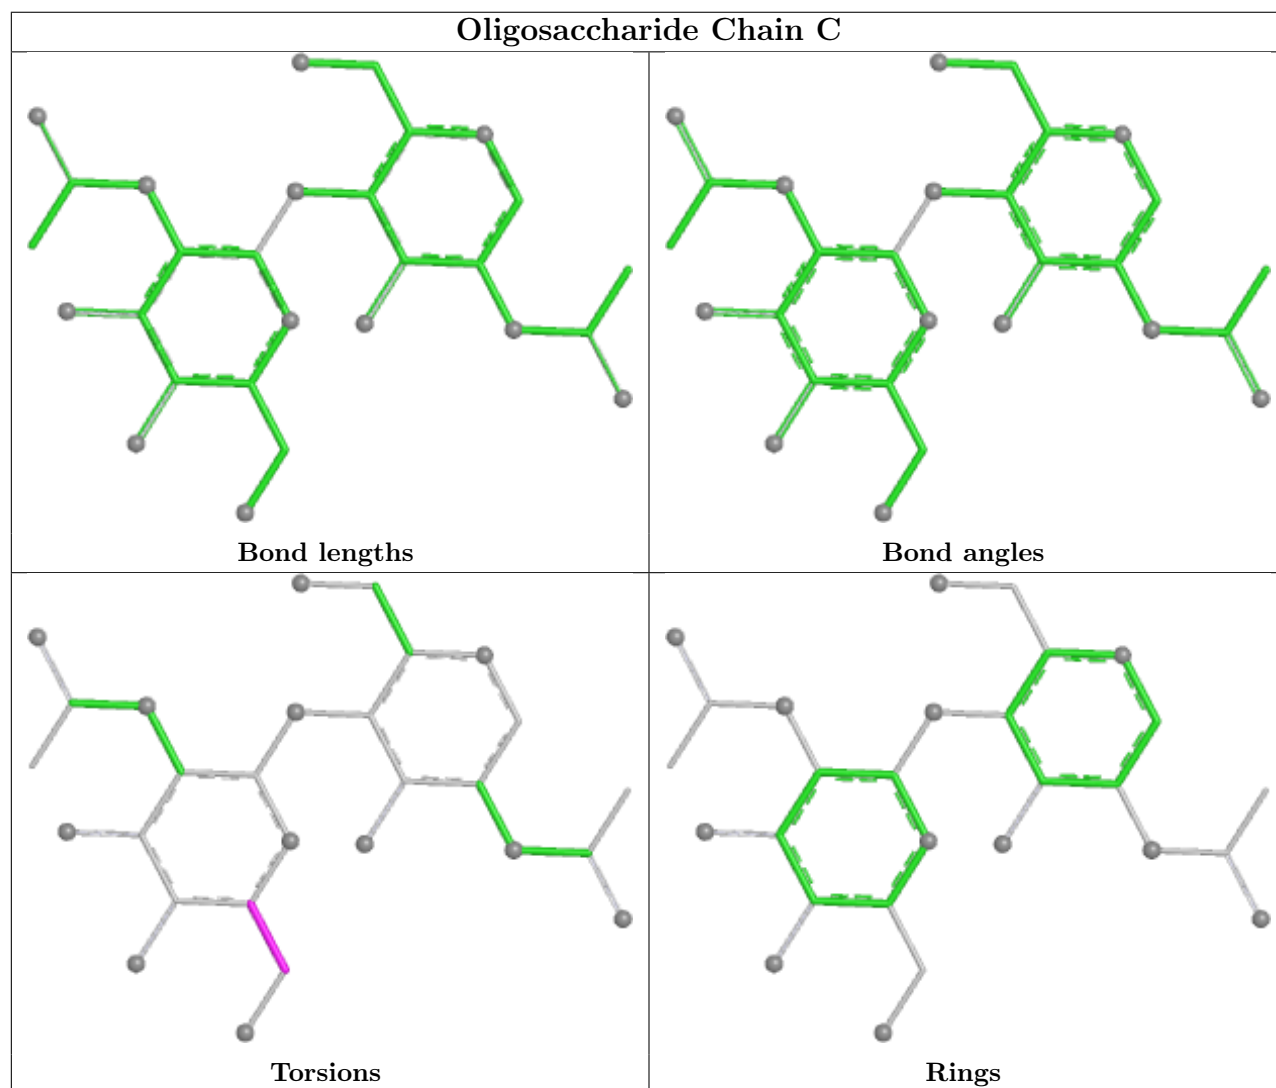 Oligosaccharide Chain C
Bond lengths
Bond angles
Torsions
Rings